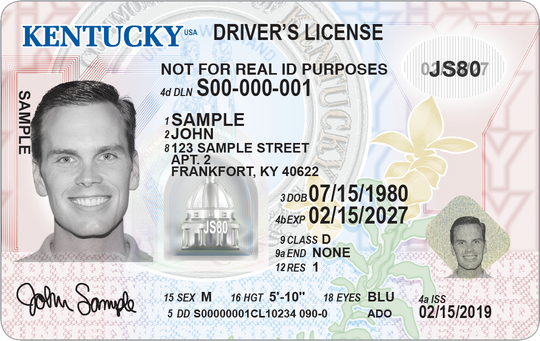 KENTUCKY USA DRIVER'S LICENSE
NOT FOR REAL ID PURPOSES
JS80
4d DLN S00-000-001
SAMPLE
1 SAMPLE
2 JOHN
8 123 SAMPLE STREET
APT. 2
FRANKFORT, KY 40622
3 DOB 07/15/1980
4b EXP 02/15/2027
JS80
9 CLASS D
9a END NONE
12 RES 1
John Sample
15 SEX M 16 HGT 5'-10" 18 EYES BLU 4a ISS
5 DD S00000001CL10234 090-0 ADO 02/15/2019